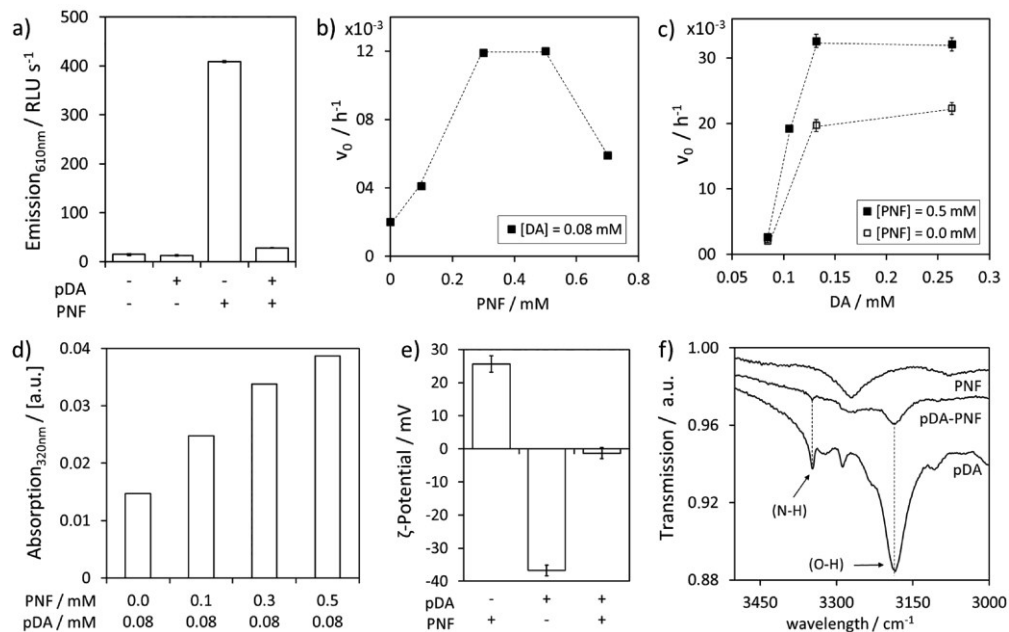 a)
500
400
300
200
100
0
Emission610nm / RLU s-1
pDA - + - +
PNF - - + +
b)
x10-3
12
08
04
0
v0 / h-1
■ [DA] = 0.08 mM
0 0.2 0.4 0.6 0.8
PNF / mM
c)
x10-3
30
20
10
00
v0 / h-1
■ [PNF] = 0.5 mM
[PNF] = 0.0 mM
0.05 0.1 0.15 0.2 0.25 0.3
DA / mM
d)
0.04
0.03
0.02
0.01
0
Absorption320nm / [a.u.]
PNF / mM 0.0 0.1 0.3 0.5
pDA / mM 0.08 0.08 0.08 0.08
e)
30
20
10
0
-10
-20
-30
-40
ζ-Potential / mV
pDA - + +
PNF + - +
f)
1.00
0.96
0.92
0.88
Transmission / a.u.
PNF
pDA-PNF
pDA
(N-H)
(O-H)
3450 3300 3150 3000
wavelength / cm-1